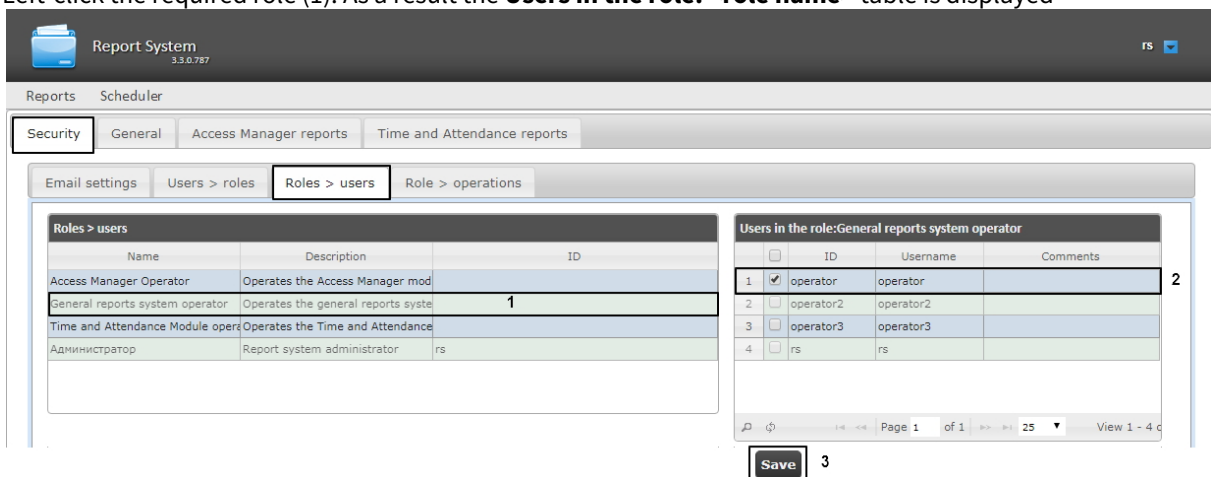 Left-click the required role (1). As a result the Users in the role: "role name" table is displayed
Report System
3.3.0.787
rs
Reports Scheduler
Security General Access Manager reports Time and Attendance reports
Email settings Users > roles Roles > users Role > operations
Roles > users
Name Description ID
Access Manager Operator Operates the Access Manager mod
General reports system operator Operates the general reports syste 1
Time and Attendance Module opera Operates the Time and Attendance
Администратор Report system administrator rs
Users in the role:General reports system operator
ID Username Comments
1 operator operator 2
2 operator2 operator2
3 operator3 operator3
4 rs rs
Page 1 of 1 25 View 1 - 4 o
Save 3